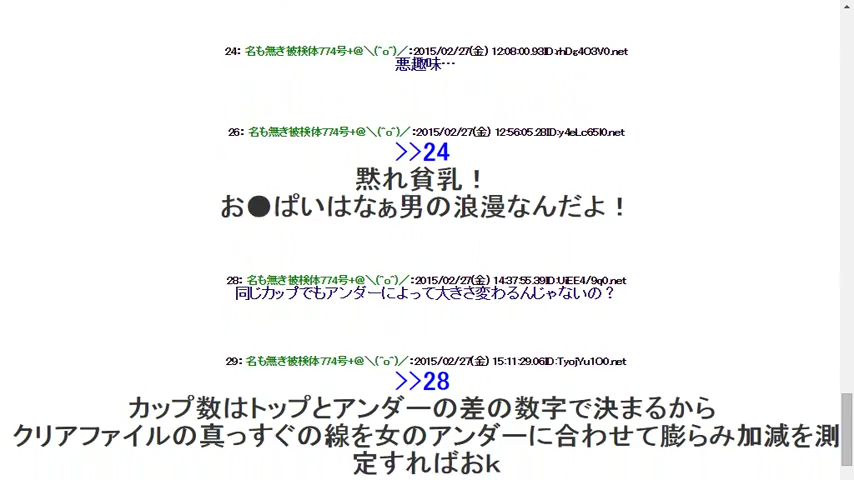 24: 名も無き被検体774号+@＼(^o^)／:2015/02/27(金) 12:08:00.93ID:rhDg4O3V0.net
悪趣味…
26: 名も無き被検体774号+@＼(^o^)／:2015/02/27(金) 12:56:05.28ID:y4eLc65l0.net
>>24
黙れ貧乳！
お●ぱいはなぁ男の浪漫なんだよ！
28: 名も無き被検体774号+@＼(^o^)／:2015/02/27(金) 14:37:55.39ID:UiEE4/9q0.net
同じカップでもアンダーによって大きさ変わるんじゃないの？
29: 名も無き被検体774号+@＼(^o^)／:2015/02/27(金) 15:11:29.06ID:TyojYu1O0.net
>>28
カップ数はトップとアンダーの差の数字で決まるから
クリアファイルの真っすぐの線を女のアンダーに合わせて膨らみ加減を測
定すればおk